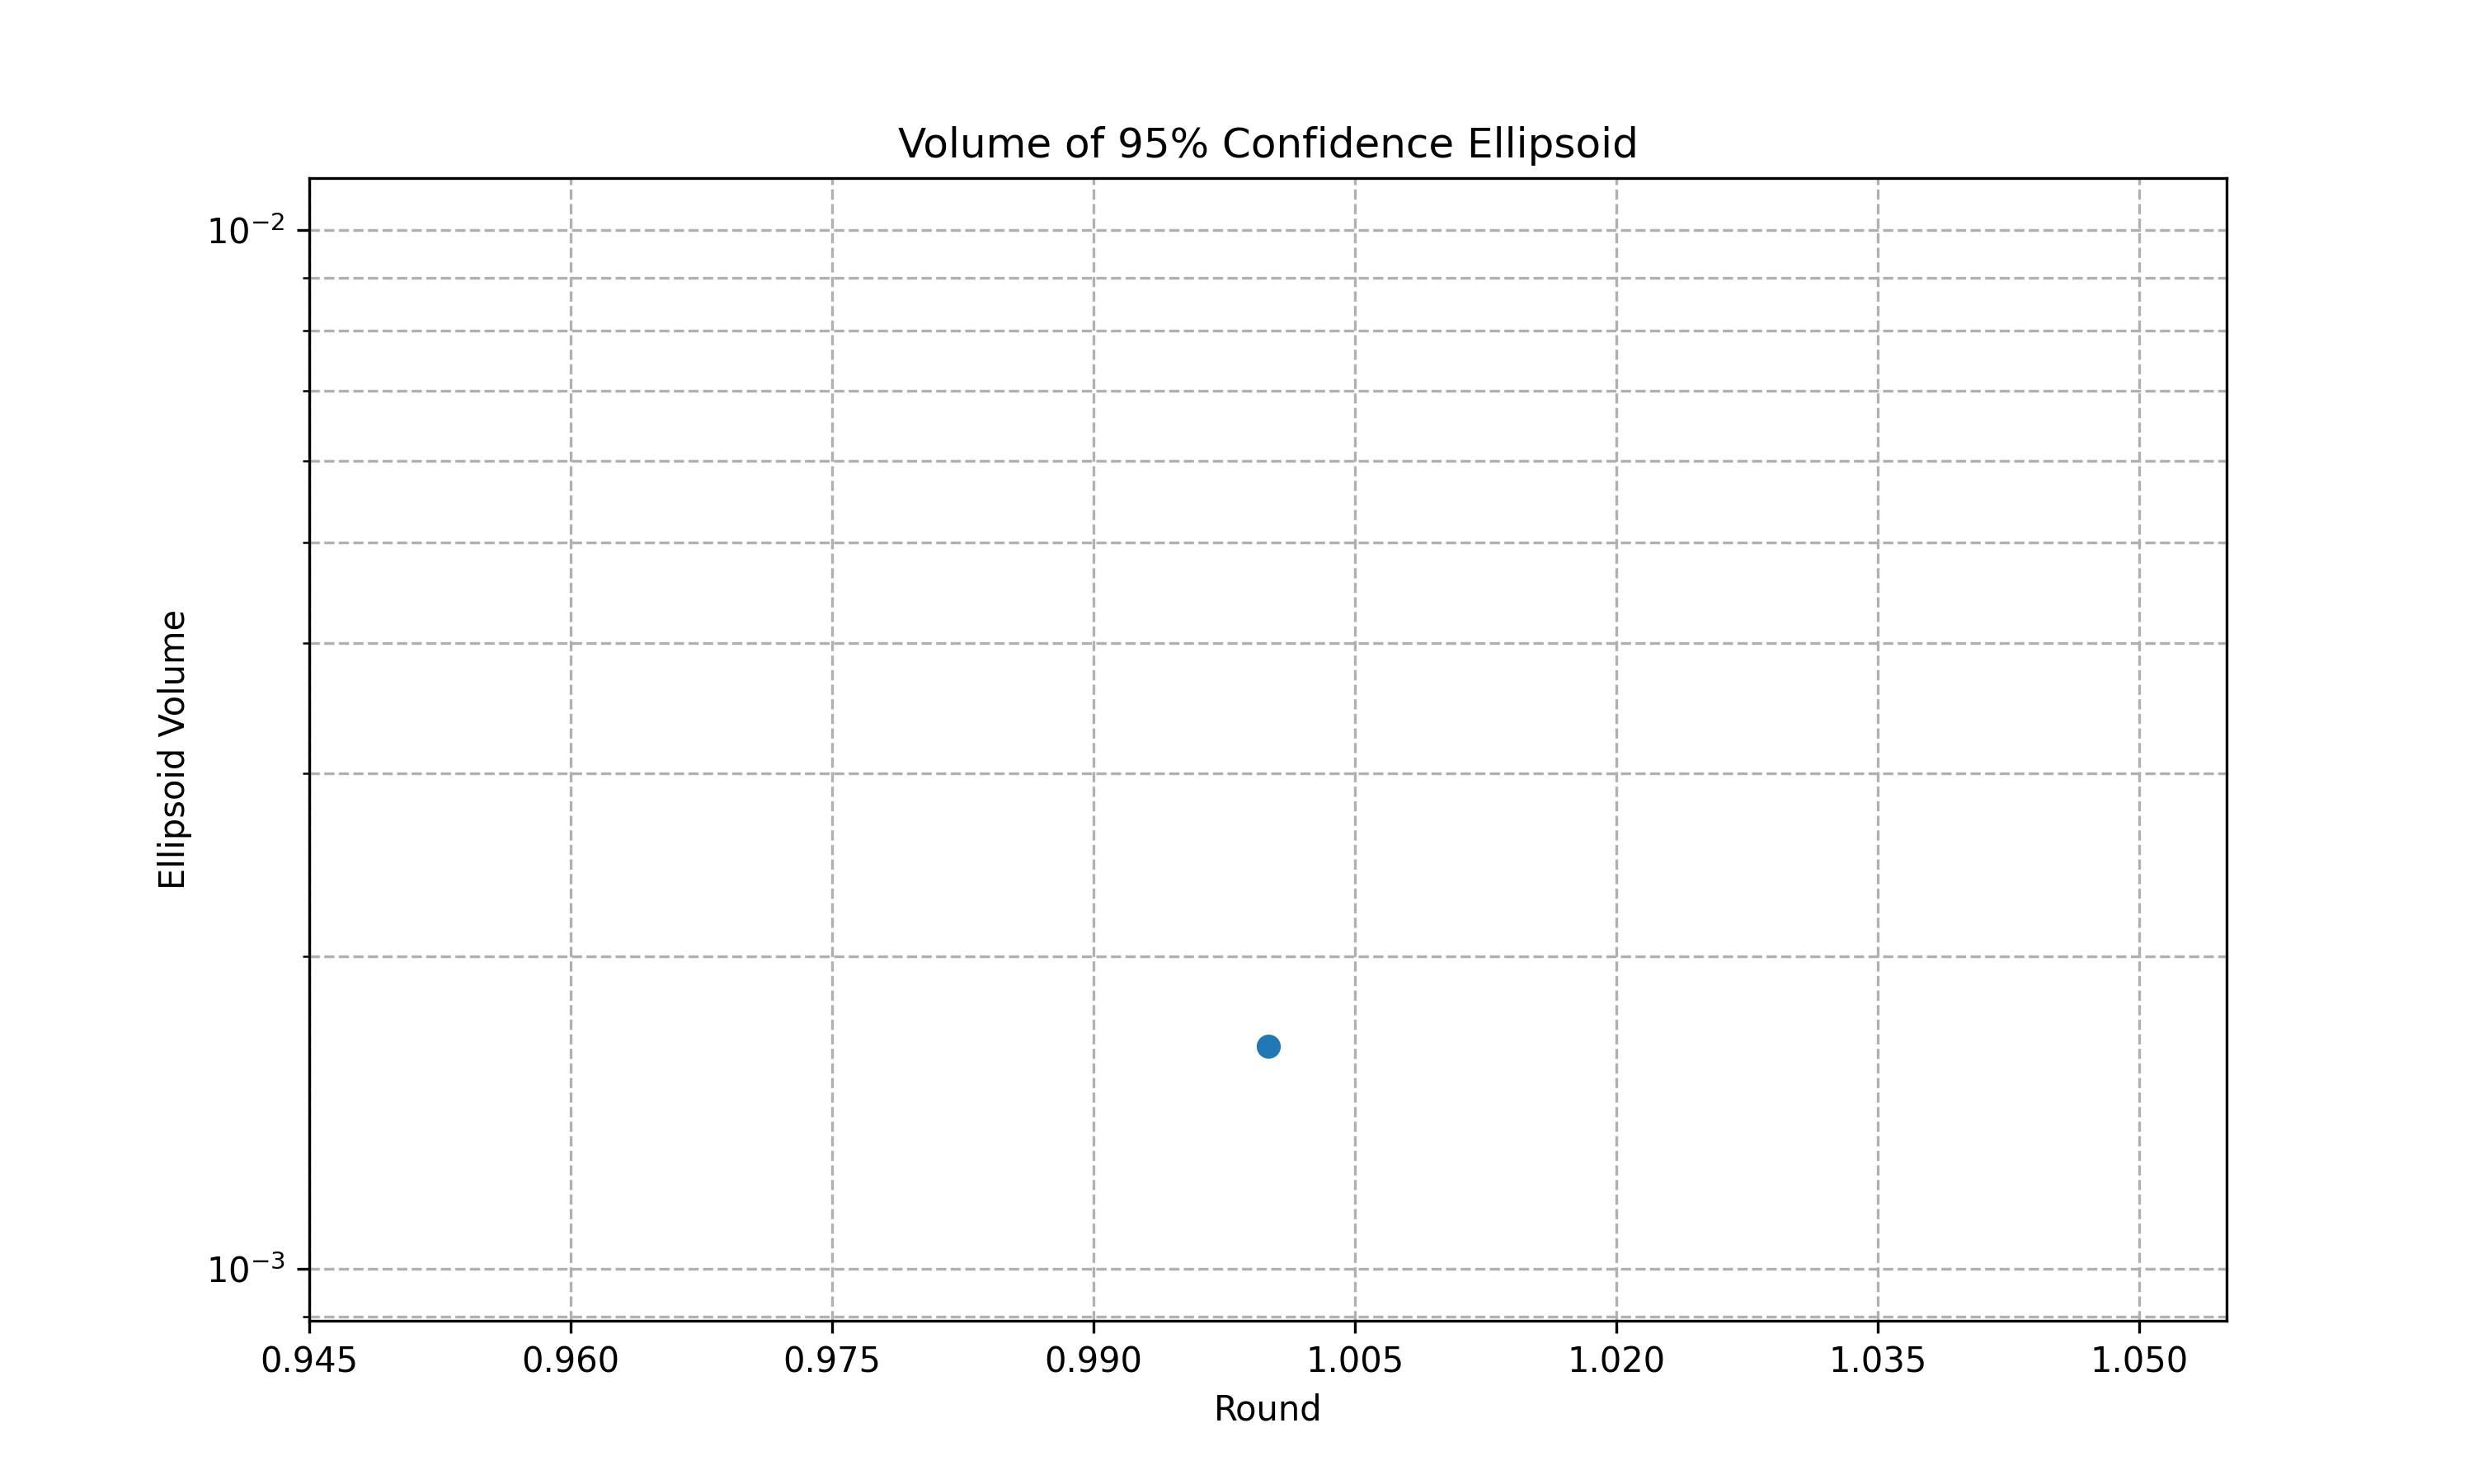 Volume of 95% Confidence Ellipsoid
10⁻²
Ellipsoid Volume
10⁻³
0.945 0.960 0.975 0.990 1.005 1.020 1.035 1.050
Round